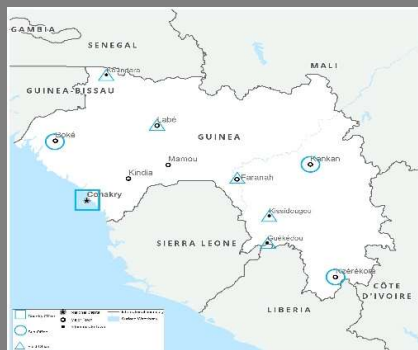 GAMBIA
SENEGAL
MALI
GUINEA-BISSAU
Labé
Boké
GUINEA
Mamou
Kankan
Kindia
Faranah
Conakry
Kissidougou
SIERRA LEONE
Guékédou
Nzérékoré
CÔTE
D'IVOIRE
LIBERIA